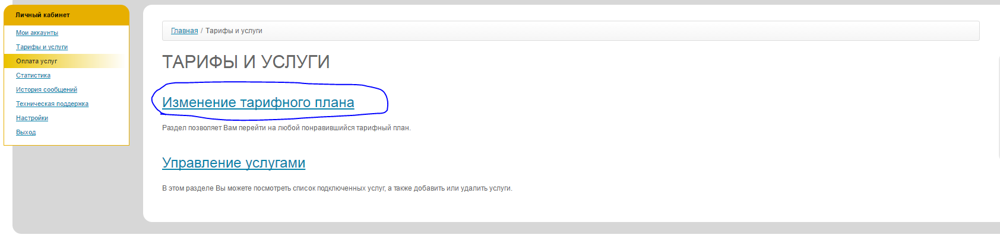 Личный кабинет
Мои аккаунты
Тарифы и услуги
Оплата услуг
Статистика
История сообщений
Техническая поддержка
Настройки
Выход
Главная / Тарифы и услуги
ТАРИФЫ И УСЛУГИ
Изменение тарифного плана
Раздел позволяет Вам перейти на любой понравившийся тарифный план.
Управление услугами
В этом разделе Вы можете посмотреть список подключенных услуг, а также добавить или удалить услуги.